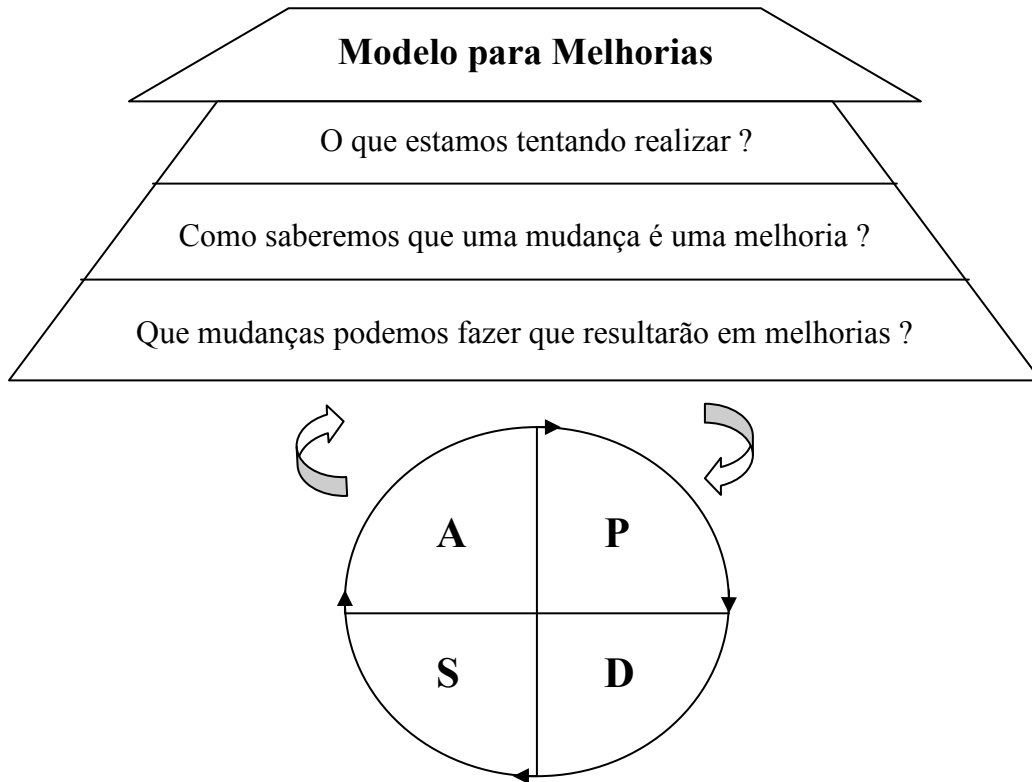 Modelo para Melhorias
O que estamos tentando realizar ?
Como saberemos que uma mudança é uma melhoria ?
Que mudanças podemos fazer que resultarão em melhorias ?
A P
S D